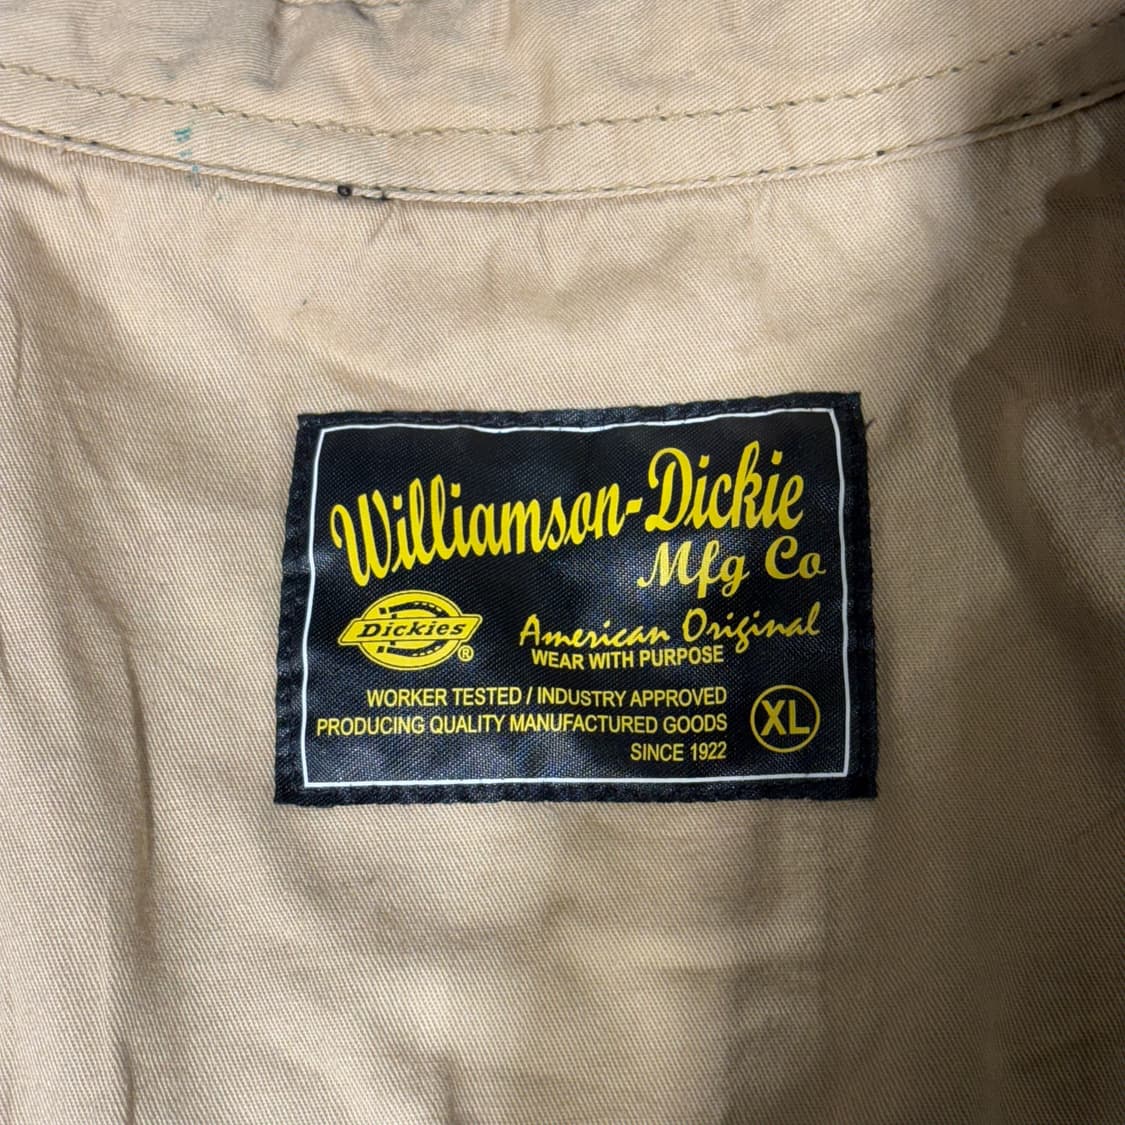 Williamson-Dickie
Mfg Co
Dickies®
American Original
WEAR WITH PURPOSE
WORKER TESTED / INDUSTRY APPROVED
PRODUCING QUALITY MANUFACTURED GOODS
SINCE 1922
XL